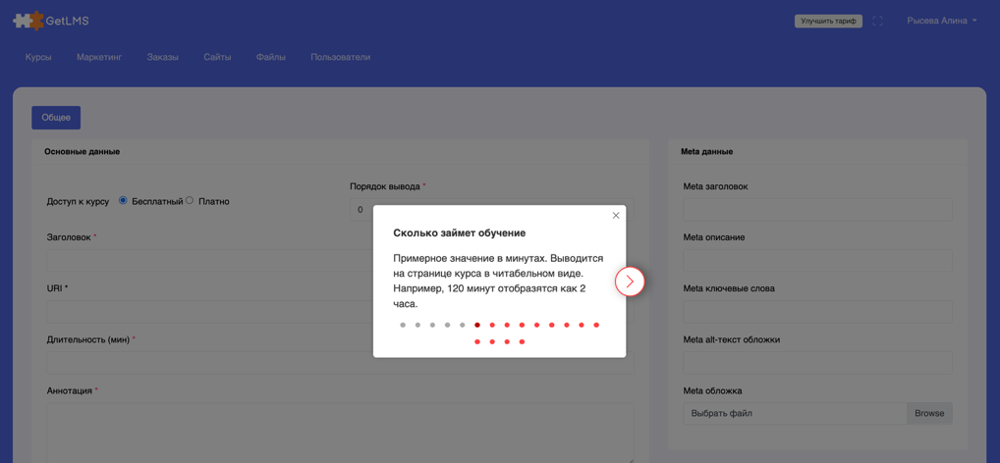 GetLMS
Улучшить тариф
Рысева Алина
Курсы Маркетинг Заказы Сайты Файлы Пользователи
Общее
Основные данные
Доступ к курсу Бесплатный Платно
Порядок вывода *
0
Заголовок *
URI *
Длительность (мин) *
Аннотация *
Сколько займет обучение
Примерное значение в минутах. Выводится
на странице курса в читабельном виде.
Например, 120 минут отобразятся как 2
часа.
Meta данные
Meta заголовок
Meta описание
Meta ключевые слова
Meta alt-текст обложки
Meta обложка
Выбрать файл Browse